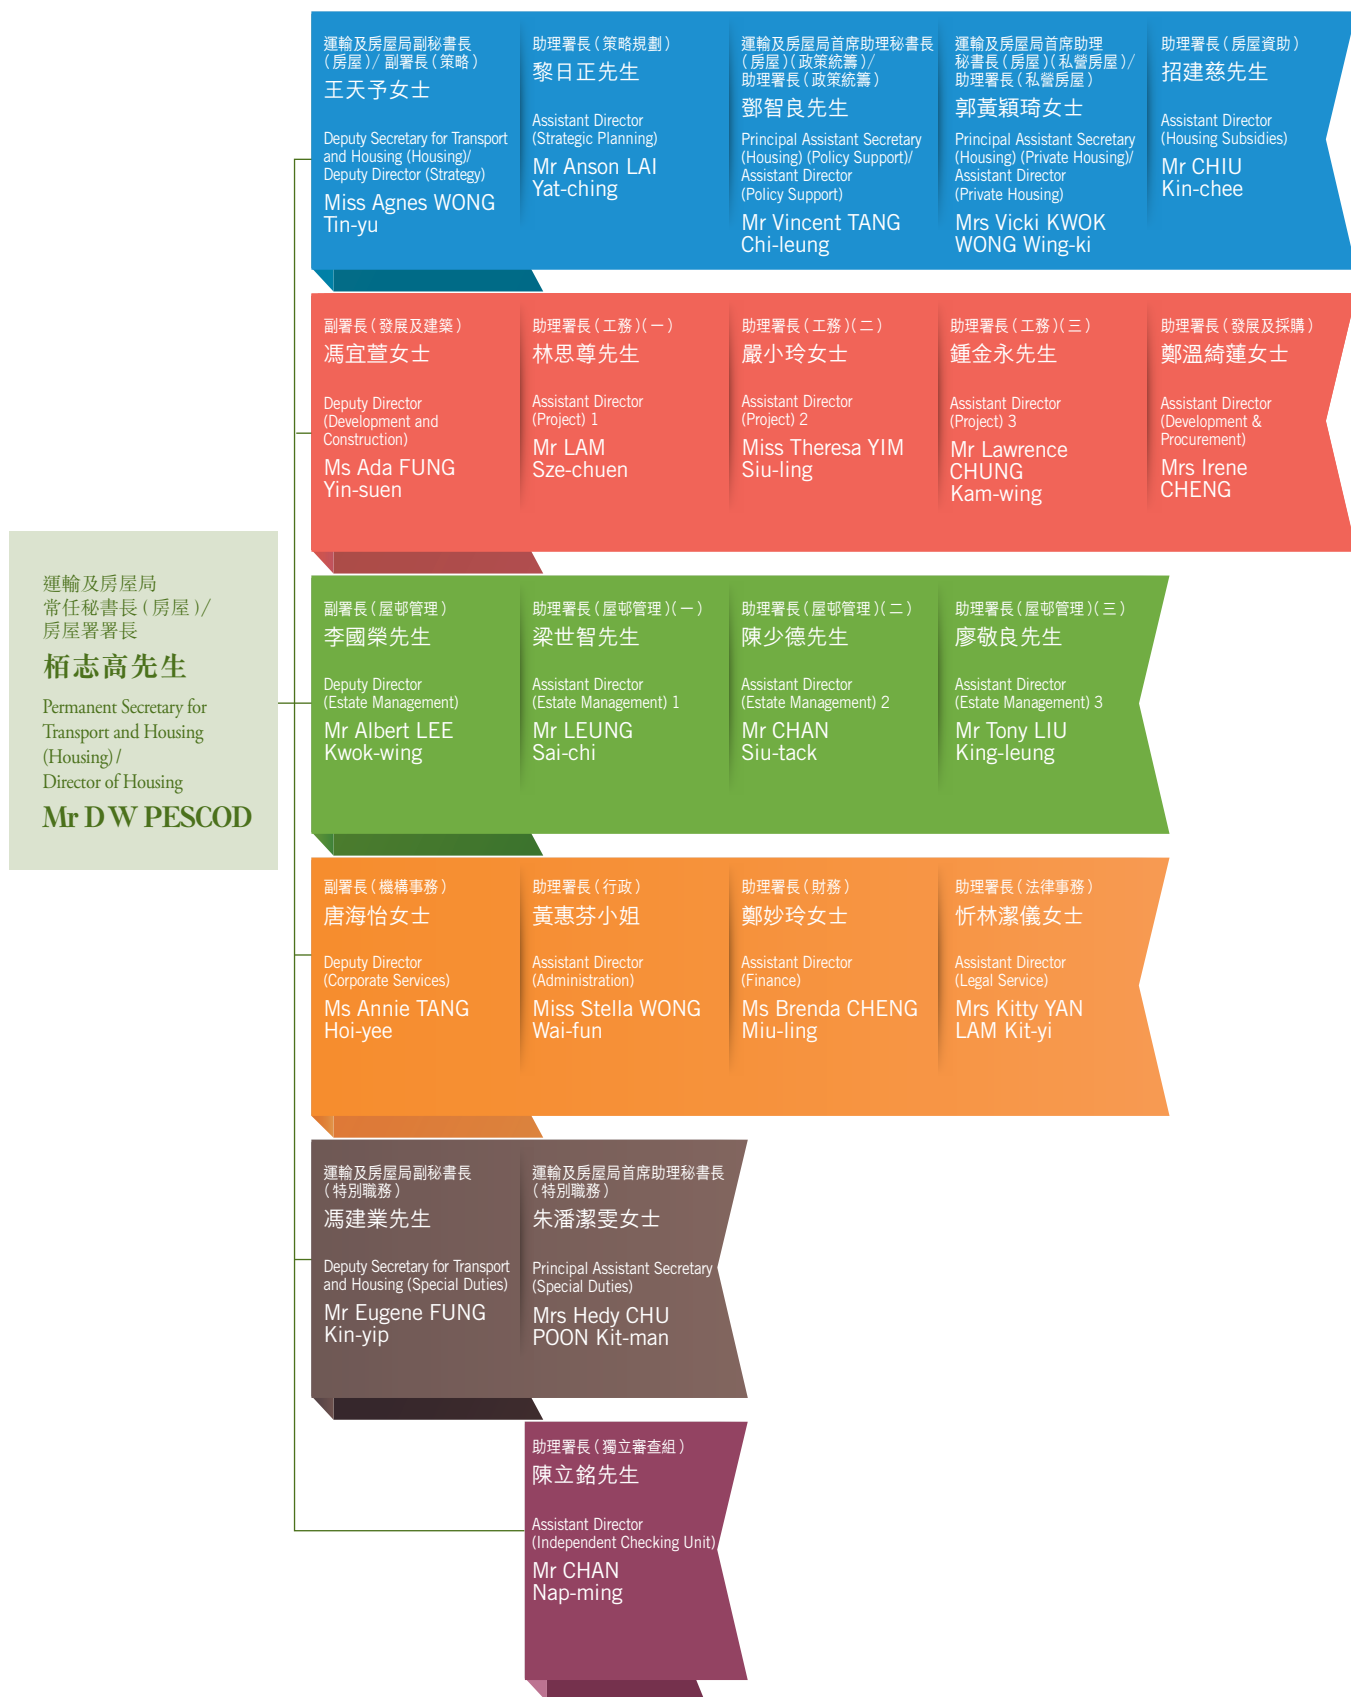 運輸及房屋局
常任秘書長 ( 房屋 ) /
房屋署署長
栢志高先生
Permanent Secretary for
Transport and Housing
(Housing) /
Director of Housing
Mr D W PESCOD
運輸及房屋局副秘書長
( 房屋 ) / 副署長 ( 策略 )
王天予女士
Deputy Secretary for Transport
and Housing (Housing)/
Deputy Director (Strategy)
Miss Agnes WONG
Tin-yu
助理署長 ( 策略規劃 )
黎日正先生
Assistant Director
(Strategic Planning)
Mr Anson LAI
Yat-ching
運輸及房屋局首席助理秘書長
( 房屋 ) ( 政策統籌 ) /
助理署長 ( 政策統籌 )
鄧智良先生
Principal Assistant Secretary
(Housing) (Policy Support)/
Assistant Director
(Policy Support)
Mr Vincent TANG
Chi-leung
運輸及房屋局首席助理
秘書長 ( 房屋 ) ( 私營房屋 ) /
助理署長 ( 私營房屋 )
郭黃穎琦女士
Principal Assistant Secretary
(Housing) (Private Housing)/
Assistant Director
(Private Housing)
Mrs Vicki KWOK
WONG Wing-ki
助理署長 ( 房屋資助 )
招建慈先生
Assistant Director
(Housing Subsidies)
Mr CHIU
Kin-chee
副署長 ( 發展及建築 )
馮宜萱女士
Deputy Director
(Development and
Construction)
Ms Ada FUNG
Yin-suen
助理署長 ( 工務 ) ( 一 )
林思尊先生
Assistant Director
(Project) 1
Mr LAM
Sze-chuen
助理署長 ( 工務 ) ( 二 )
嚴小玲女士
Assistant Director
(Project) 2
Miss Theresa YIM
Siu-ling
助理署長 ( 工務 ) ( 三 )
鍾金永先生
Assistant Director
(Project) 3
Mr Lawrence
CHUNG
Kam-wing
助理署長 ( 發展及採購 )
鄭溫綺蓮女士
Assistant Director
(Development &
Procurement)
Mrs Irene
CHENG
副署長 ( 屋邨管理 )
李國榮先生
Deputy Director
(Estate Management)
Mr Albert LEE
Kwok-wing
助理署長 ( 屋邨管理 ) ( 一 )
梁世智先生
Assistant Director
(Estate Management) 1
Mr LEUNG
Sai-chi
助理署長 ( 屋邨管理 ) ( 二 )
陳少德先生
Assistant Director
(Estate Management) 2
Mr CHAN
Siu-tack
助理署長 ( 屋邨管理 ) ( 三 )
廖敬良先生
Assistant Director
(Estate Management) 3
Mr Tony LIU
King-leung
副署長 ( 機構事務 )
唐海怡女士
Deputy Director
(Corporate Services)
Ms Annie TANG
Hoi-yee
助理署長 ( 行政 )
黃惠芬小姐
Assistant Director
(Administration)
Miss Stella WONG
Wai-fun
助理署長 ( 財務 )
鄭妙玲女士
Assistant Director
(Finance)
Ms Brenda CHENG
Miu-ling
助理署長 ( 法律事務 )
忻林潔儀女士
Assistant Director
(Legal Service)
Mrs Kitty YAN
LAM Kit-yi
運輸及房屋局副秘書長
( 特別職務 )
馮建業先生
Deputy Secretary for Transport
and Housing (Special Duties)
Mr Eugene FUNG
Kin-yip
運輸及房屋局首席助理秘書長
( 特別職務 )
朱潘潔雯女士
Principal Assistant Secretary
(Special Duties)
Mrs Hedy CHU
POON Kit-man
助理署長 ( 獨立審查組 )
陳立銘先生
Assistant Director
(Independent Checking Unit)
Mr CHAN
Nap-ming